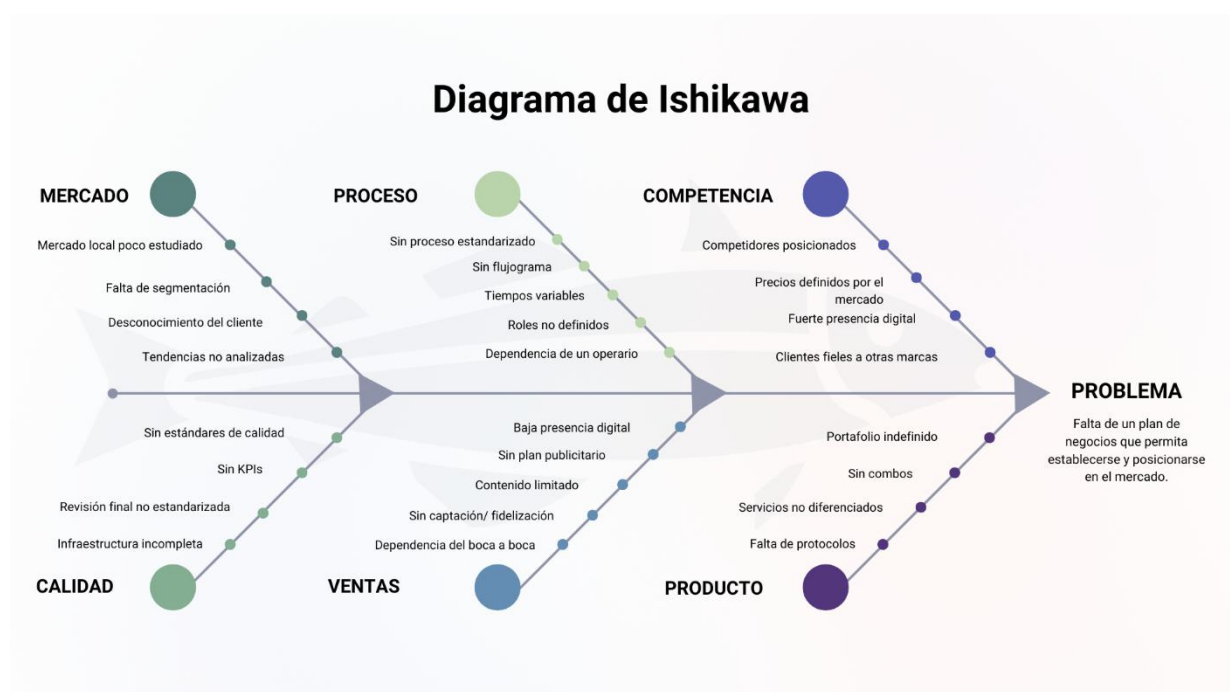 Diagrama de Ishikawa
MERCADO
Mercado local poco estudiado
Falta de segmentación
Desconocimiento del cliente
Tendencias no analizadas
PROCESO
Sin proceso estandarizado
Sin flujograma
Tiempos variables
Roles no definidos
Dependencia de un operario
COMPETENCIA
Competidores posicionados
Precios definidos por el
mercado
Fuerte presencia digital
Clientes fieles a otras marcas
PROBLEMA
Falta de un plan de
negocios que permita
establecerse y posicionarse
en el mercado.
Sin estándares de calidad
Sin KPIs
Revisión final no estandarizada
Infraestructura incompleta
CALIDAD
Baja presencia digital
Sin plan publicitario
Contenido limitado
Sin captación/ fidelización
Dependencia del boca a boca
VENTAS
Portafolio indefinido
Sin combos
Servicios no diferenciados
Falta de protocolos
PRODUCTO